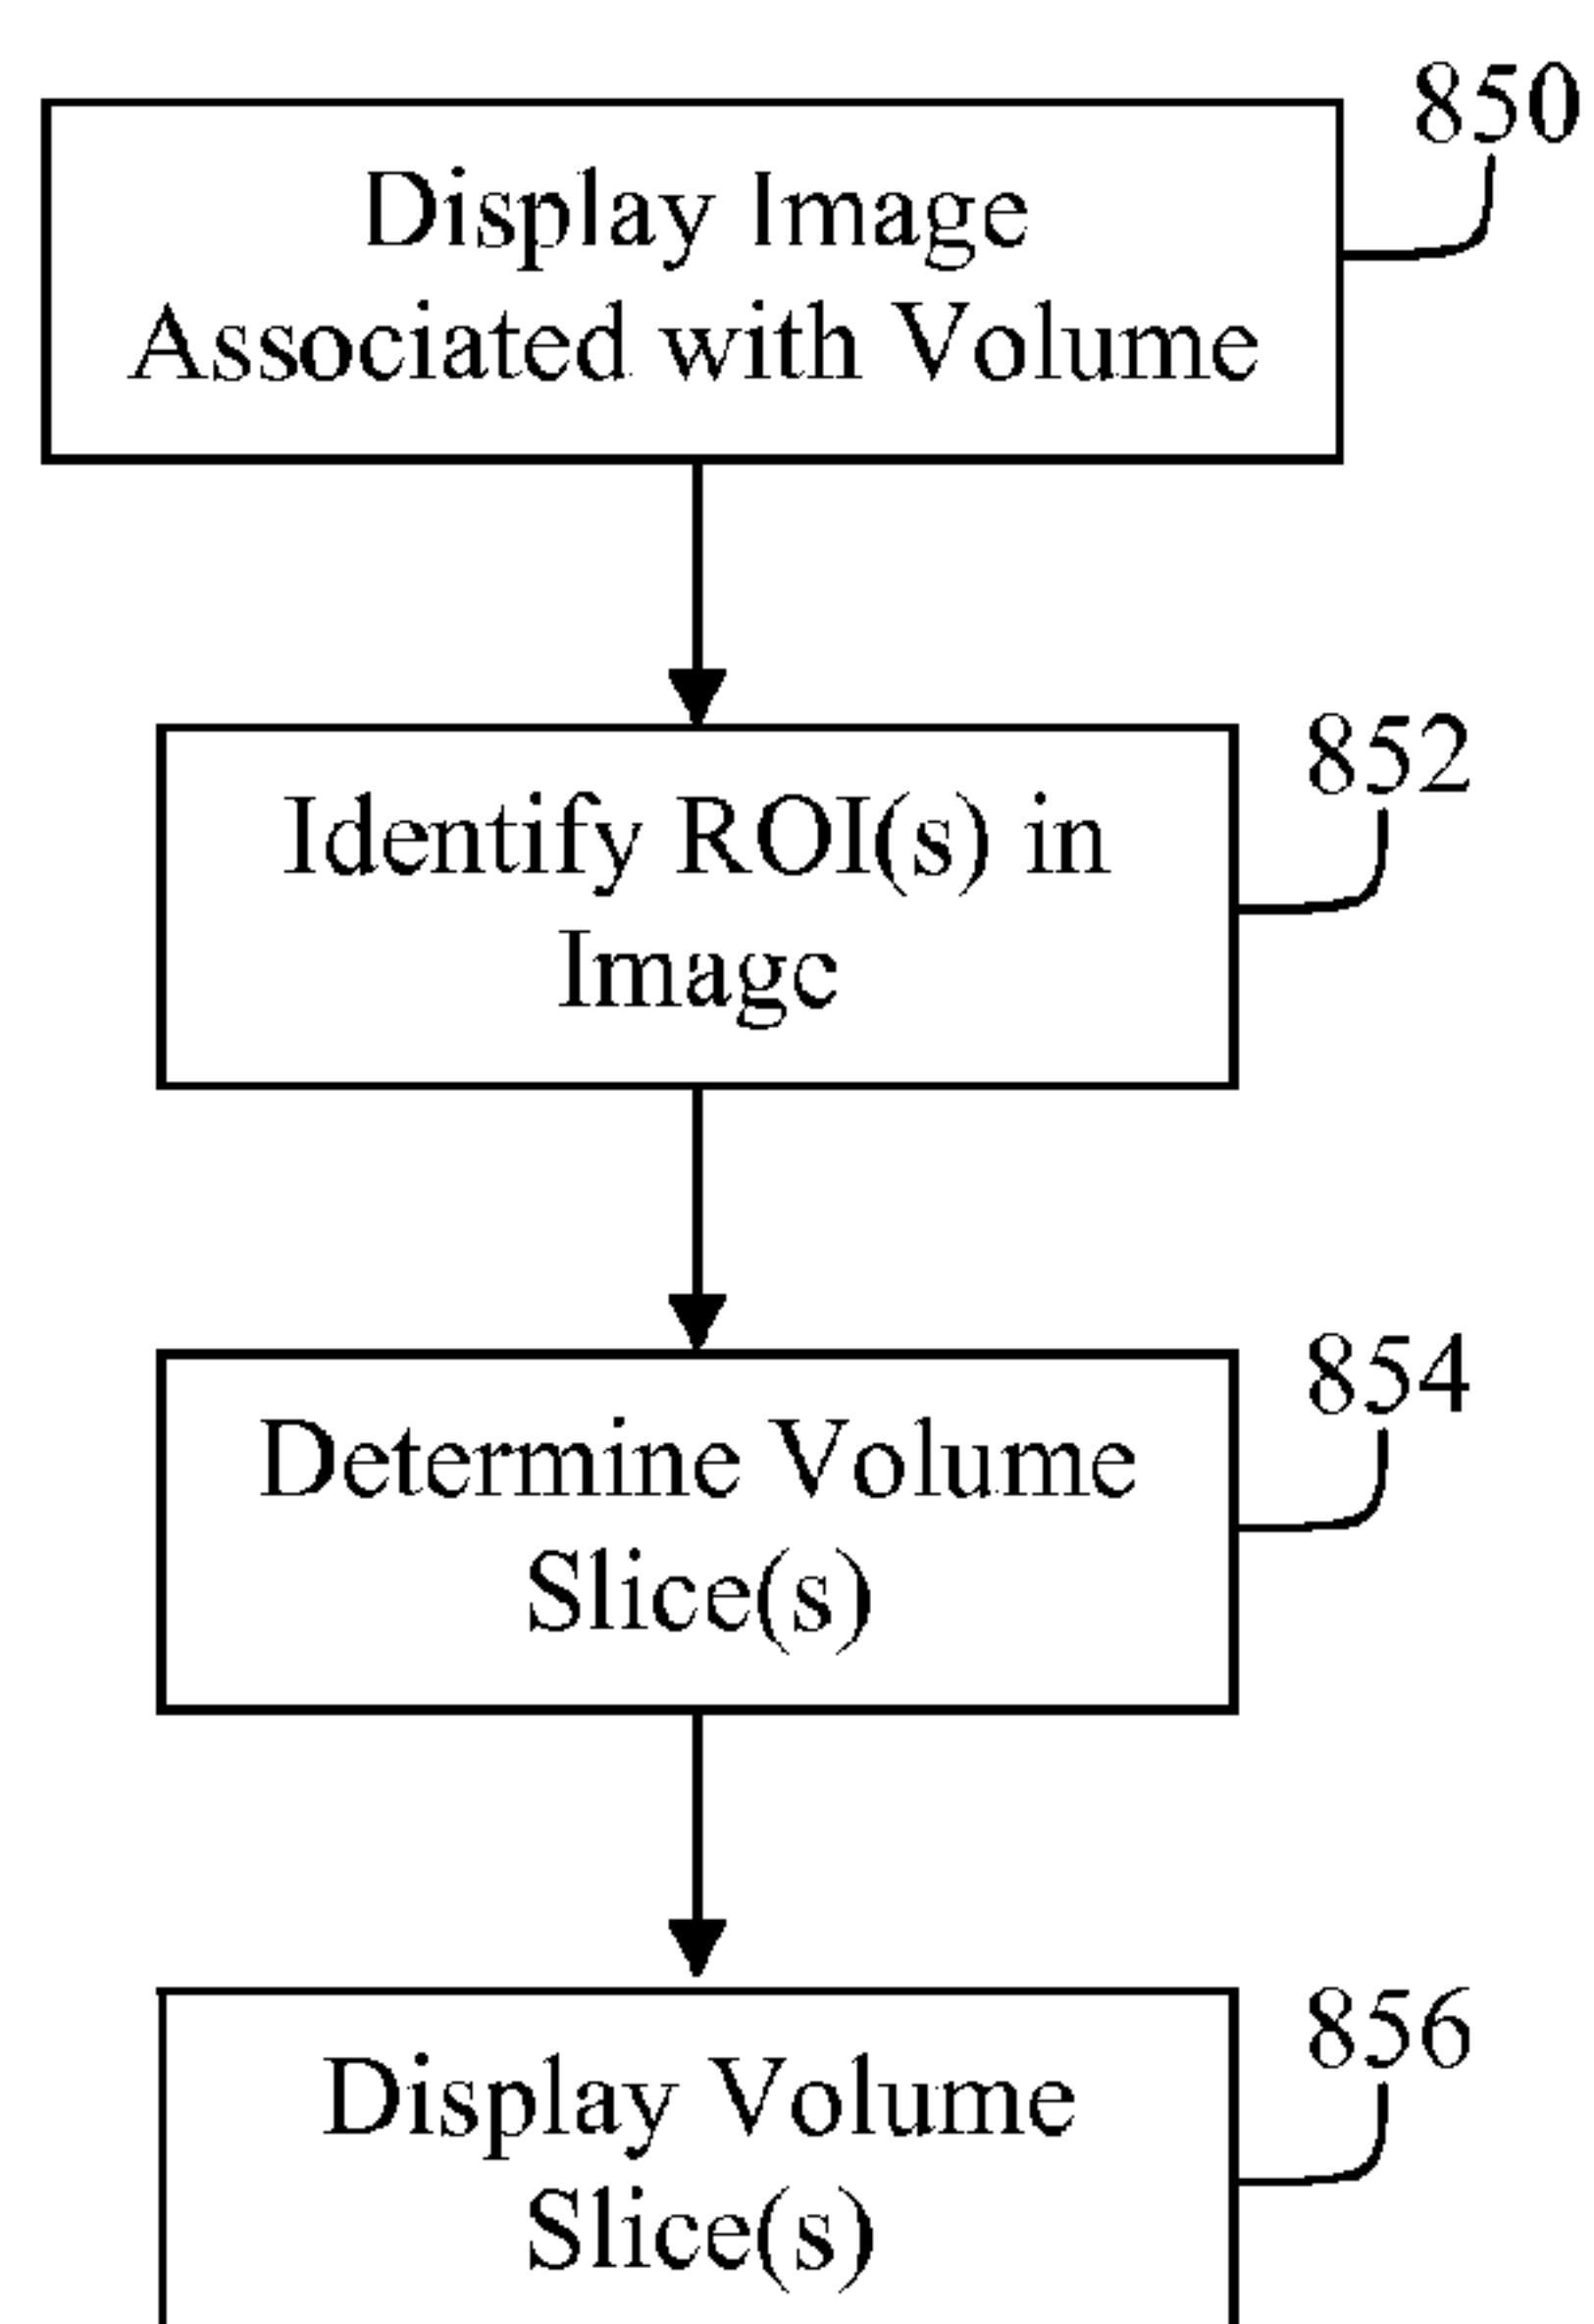 850
Display Image
Associated with Volume
852
Identify ROI(s) in
Image
854
Determine Volume
Slice(s)
856
Display Volume
Slice(s)